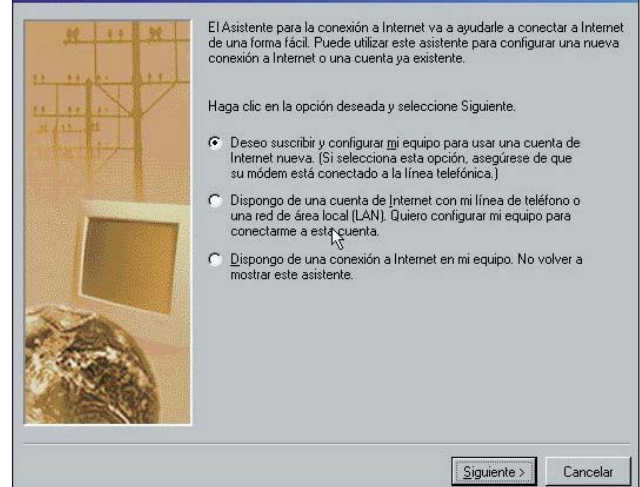 El Asistente para la conexión a Internet va a ayudarle a conectar a Internet
de una forma fácil. Puede utilizar este asistente para configurar una nueva
conexión a Internet o una cuenta ya existente.
Haga clic en la opción deseada y seleccione Siguiente.
Deseo suscribir y configurar mi equipo para usar una cuenta de
Internet nueva. (Si selecciona esta opción, asegúrese de que
su módem está conectado a la línea telefónica.)
Dispongo de una cuenta de Internet con mi línea de teléfono o
una red de área local (LAN). Quiero configurar mi equipo para
conectarme a esta cuenta.
Dispongo de una conexión a Internet en mi equipo. No volver a
mostrar este asistente.
Siguiente >
Cancelar